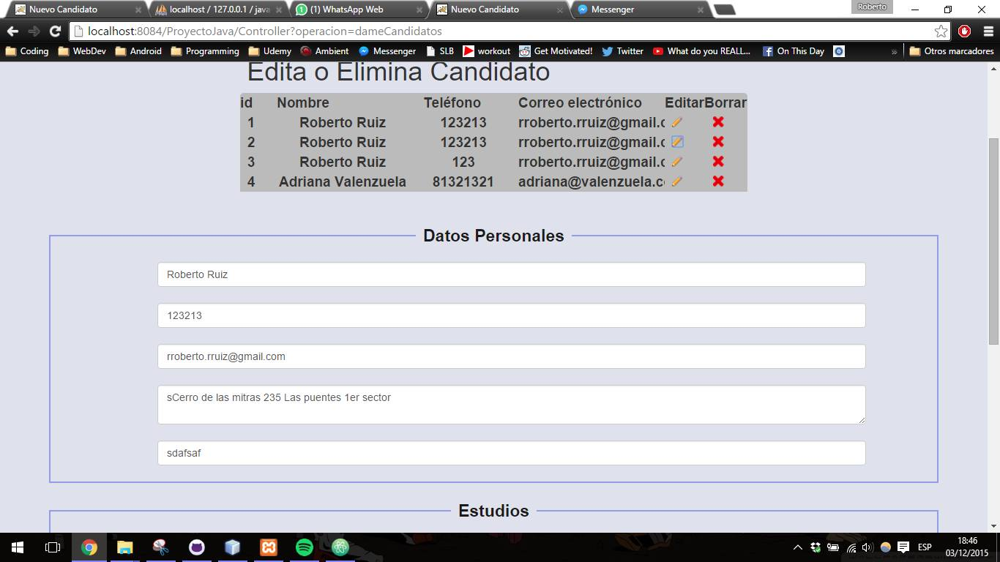 Nuevo Candidato localhost / 127.0.0.1 / java (1) WhatsApp Web Nuevo Candidato Messenger Roberto
localhost:8084/ProyectoJava/Controller?operacion=dameCandidatos
Coding WebDev Android Programming Udemy Ambient Messenger SLB workout Get Motivated! Twitter What do you REALL... On This Day » Otros marcadores
Edita o Elimina Candidato
id Nombre Teléfono Correo electrónico Editar Borrar
1 Roberto Ruiz 123213 rroberto.rruiz@gmail.c
2 Roberto Ruiz 123213 rroberto.rruiz@gmail.c
3 Roberto Ruiz 123 rroberto.rruiz@gmail.c
4 Adriana Valenzuela 81321321 adriana@valenzuela.c
Datos Personales
Roberto Ruiz
123213
rroberto.rruiz@gmail.com
sCerro de las mitras 235 Las puentes 1er sector
sdafsaf
Estudios
ESP
18:46
03/12/2015